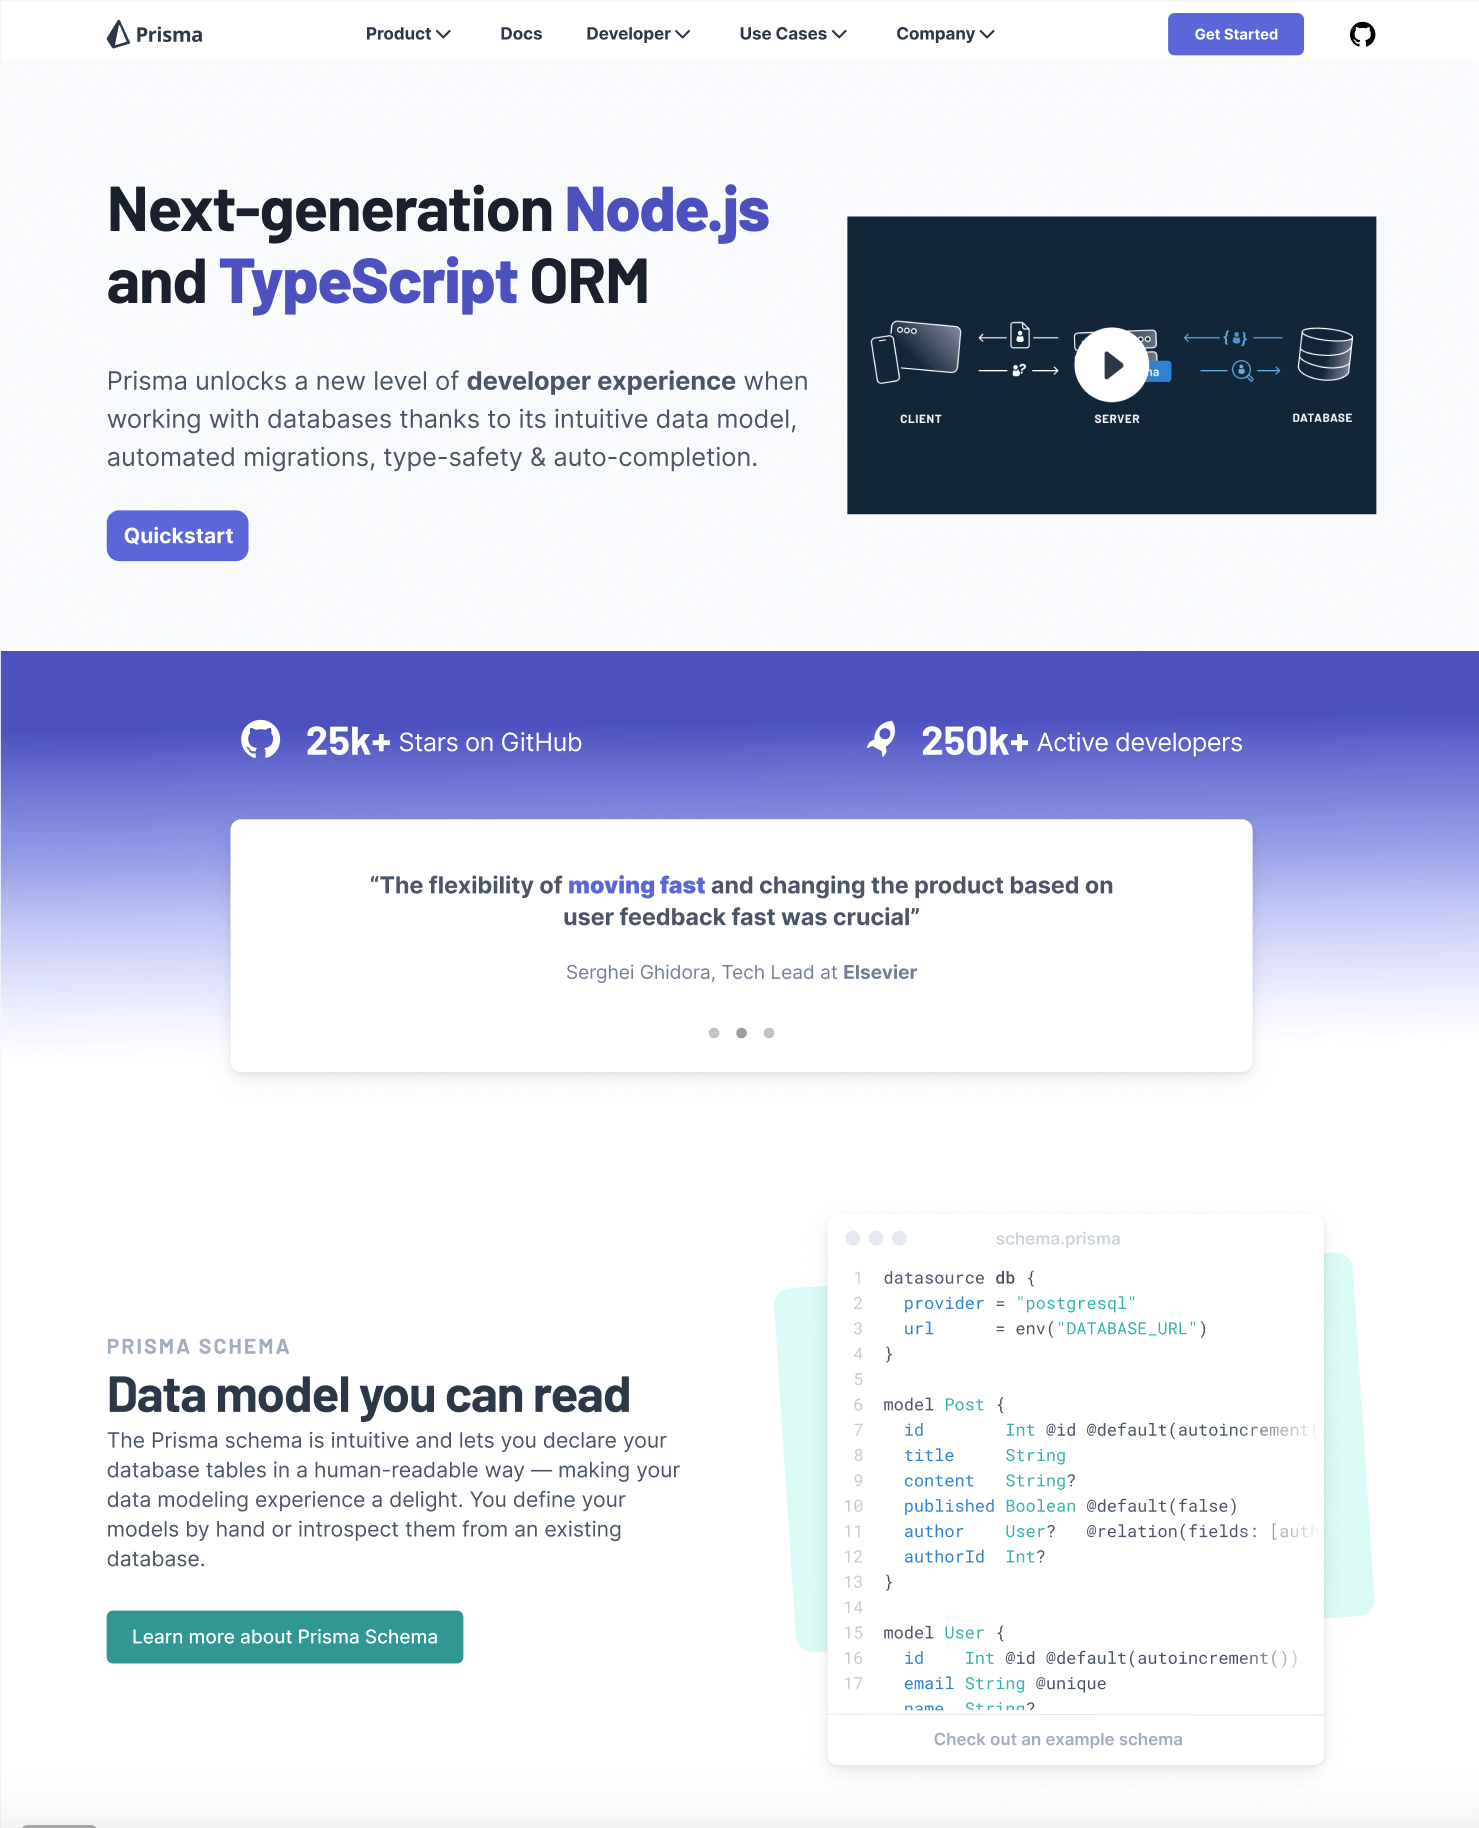 Prisma
Product
Docs
Developer
Use Cases
Company
Get Started
Next-generation Node.js
and TypeScript ORM
Prisma unlocks a new level of developer experience when
working with databases thanks to its intuitive data model,
automated migrations, type-safety & auto-completion.
Quickstart
CLIENT
SERVER
DATABASE
25k+ Stars on GitHub
250k+ Active developers
“The flexibility of moving fast and changing the product based on
user feedback fast was crucial”
Serghei Ghidora, Tech Lead at Elsevier
PRISMA SCHEMA
Data model you can read
The Prisma schema is intuitive and lets you declare your
database tables in a human-readable way — making your
data modeling experience a delight. You define your
models by hand or introspect them from an existing
database.
Learn more about Prisma Schema
schema.prisma
1 datasource db {
2 provider = "postgresql"
3 url = env("DATABASE_URL")
4 }
5
6 model Post {
7 id Int @id @default(autoincrement(
8 title String
9 content String?
10 published Boolean @default(false)
11 author User? @relation(fields: [auth
12 authorId Int?
13 }
14
15 model User {
16 id Int @id @default(autoincrement())
17 email String @unique
name String?
Check out an example schema